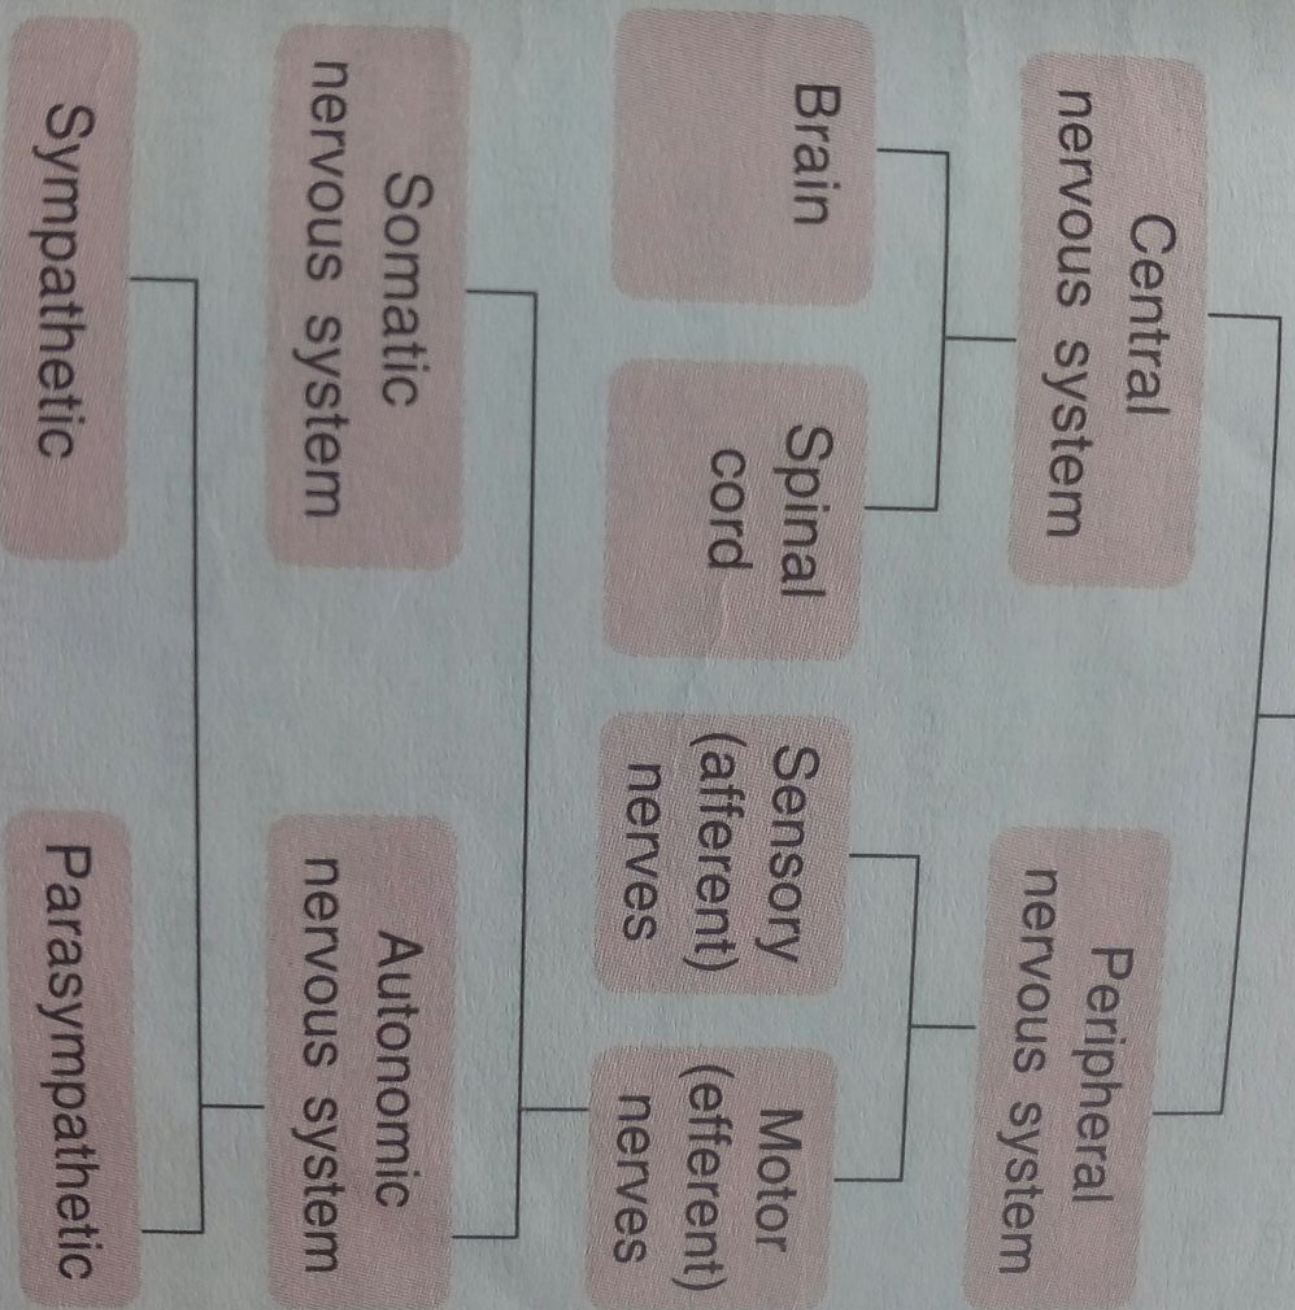 Central
nervous system
Peripheral
nervous system
Brain
Spinal
cord
Sensory
(afferent)
nerves
Motor
(efferent)
nerves
Somatic
nervous system
Autonomic
nervous system
Sympathetic
Parasympathetic